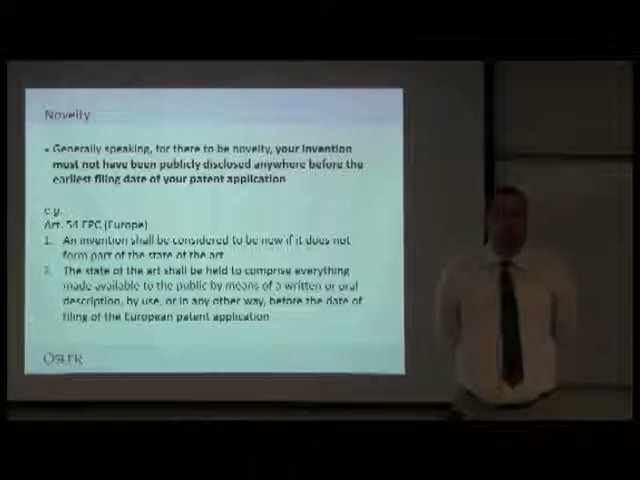 Novelty
• Generally speaking, for there to be novelty, your invention
must not have been publicly disclosed anywhere before the
earliest filing date of your patent application
e.g.
Art. 54 EPC (Europe)
1. An invention shall be considered to be new if it does not
form part of the state of the art
2. The state of the art shall be held to comprise everything
made available to the public by means of a written or oral
description, by use, or in any other way, before the date of
filing of the European patent application
OSLER